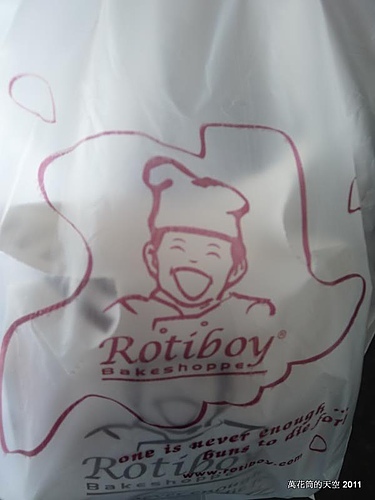 Rotiboy®
Bakeshoppe
one is never enough...
buns to die for!
Rotiboy
www.rotiboy.com
萬花筒的天空 2011